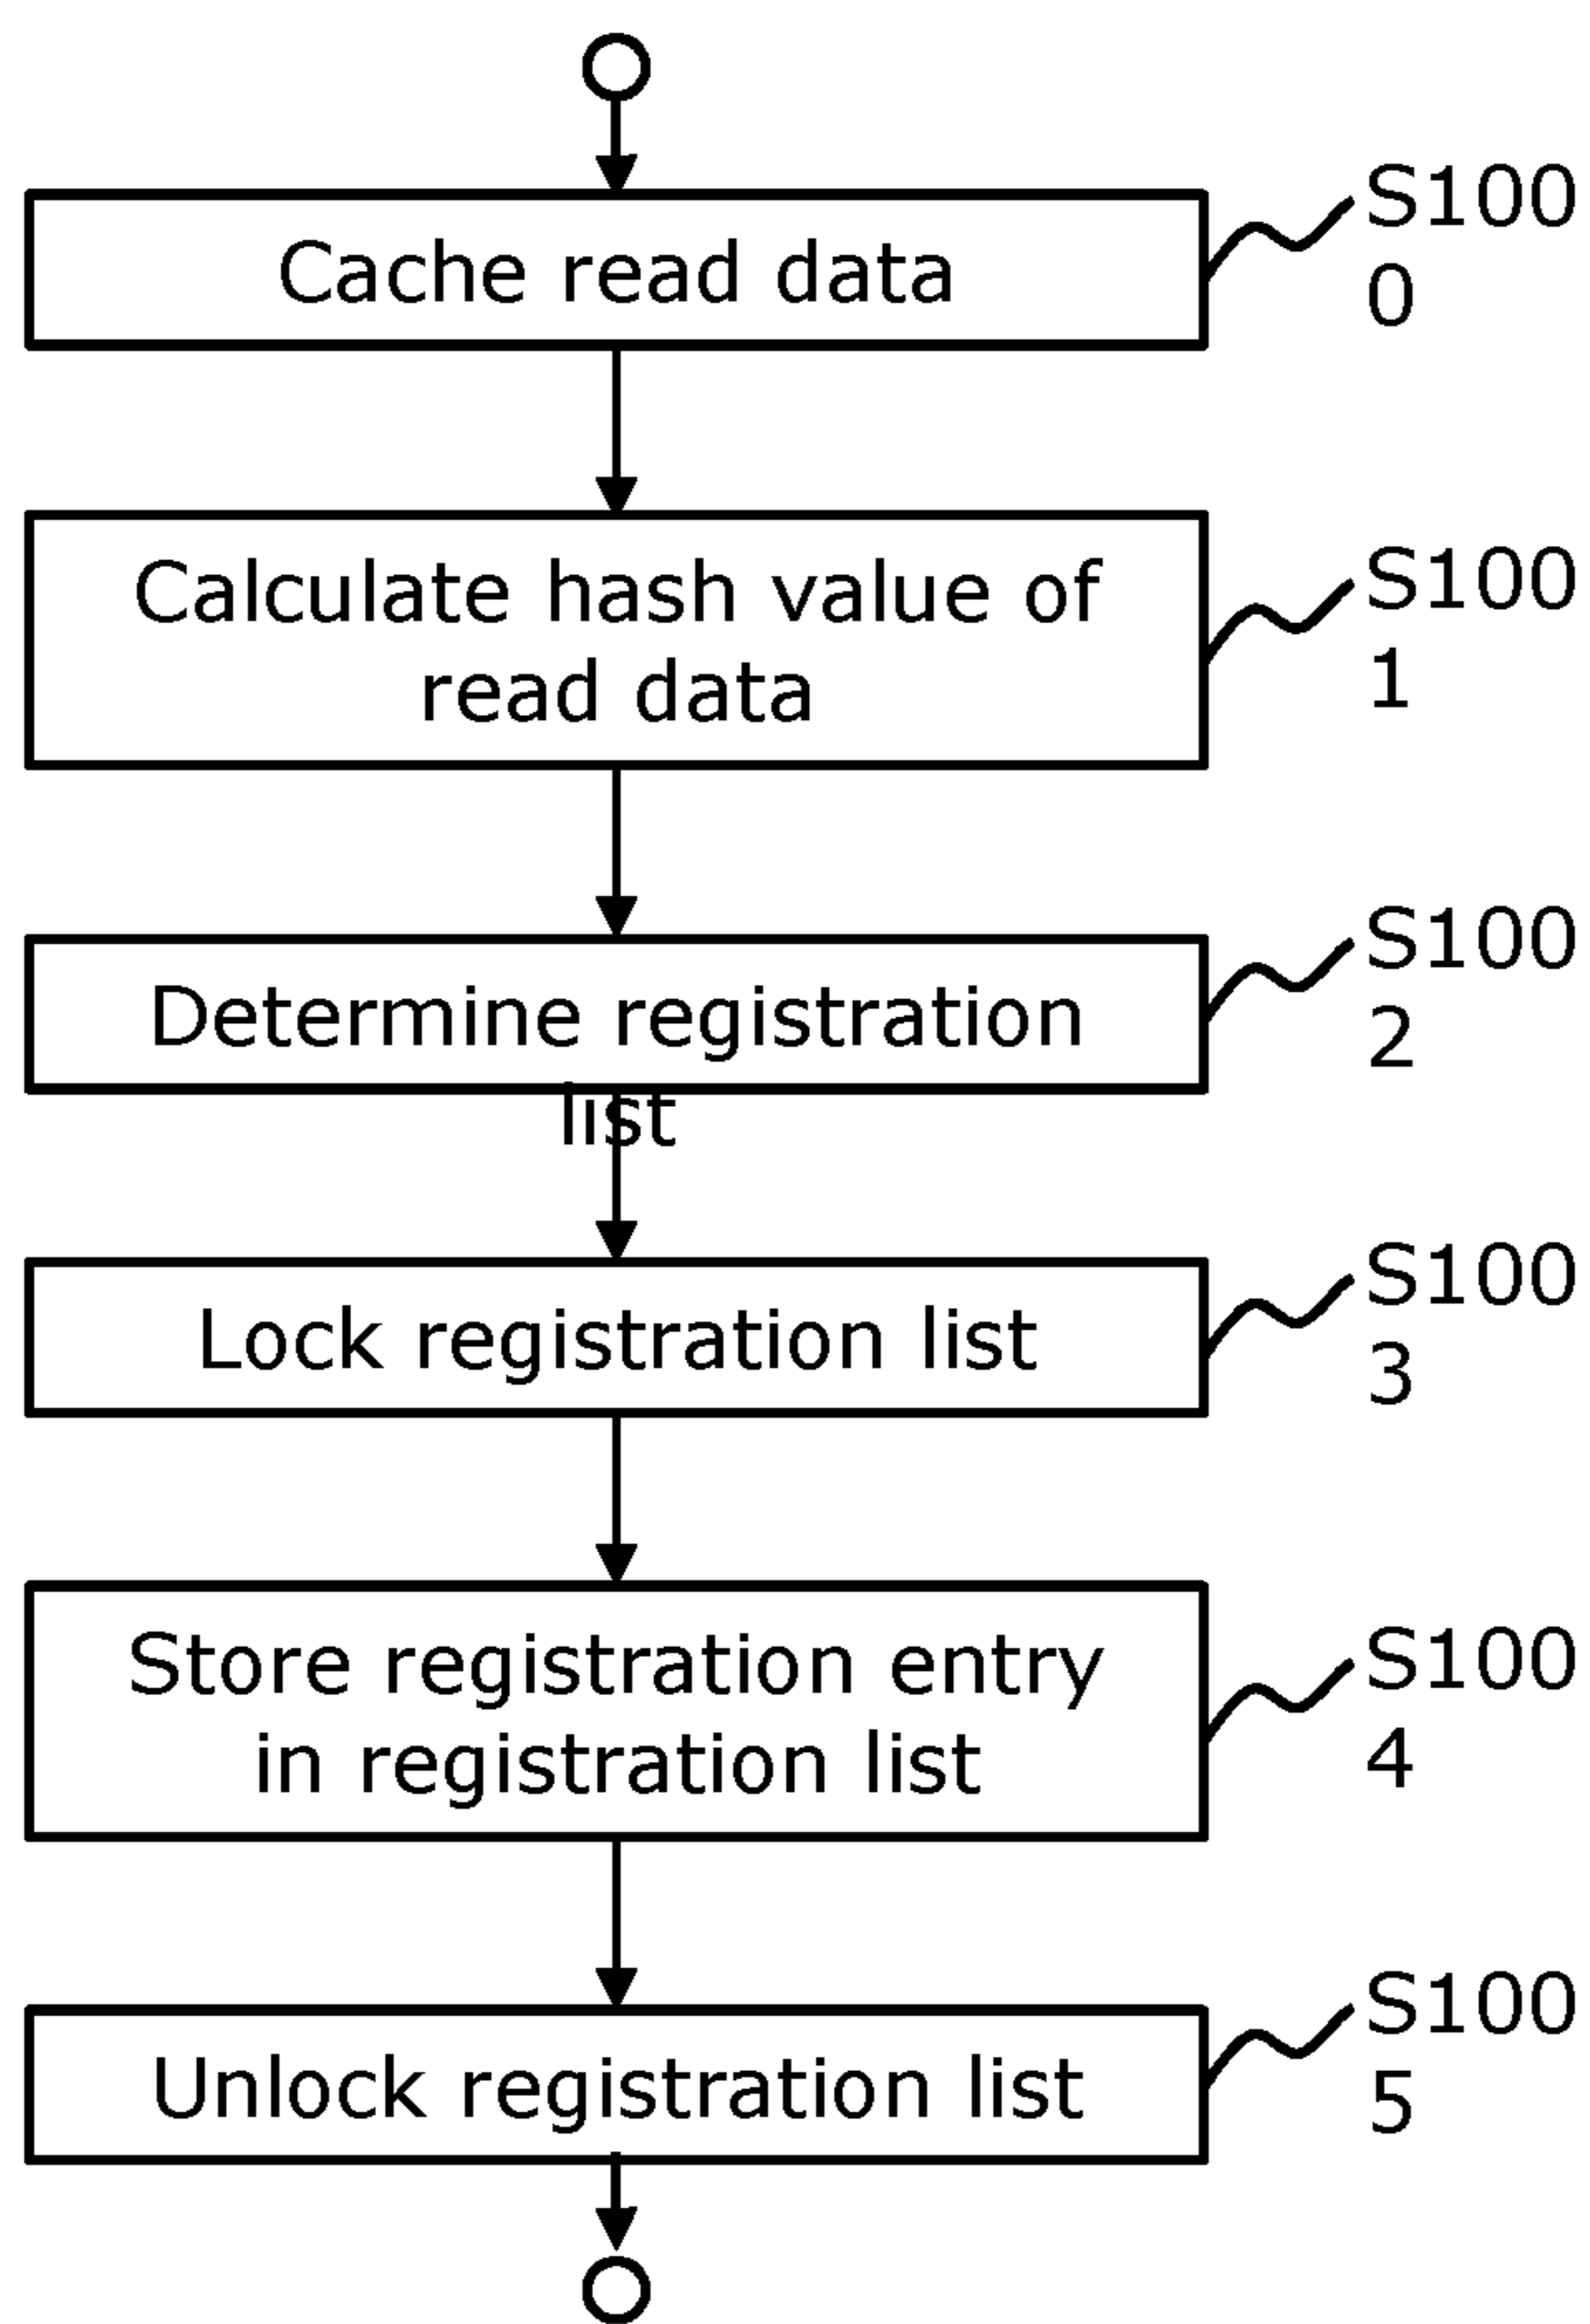 Cache read data
S100
0
Calculate hash value of
read data
S100
1
Determine registration
list
S100
2
Lock registration list
S100
3
Store registration entry
in registration list
S100
4
Unlock registration list
S100
5